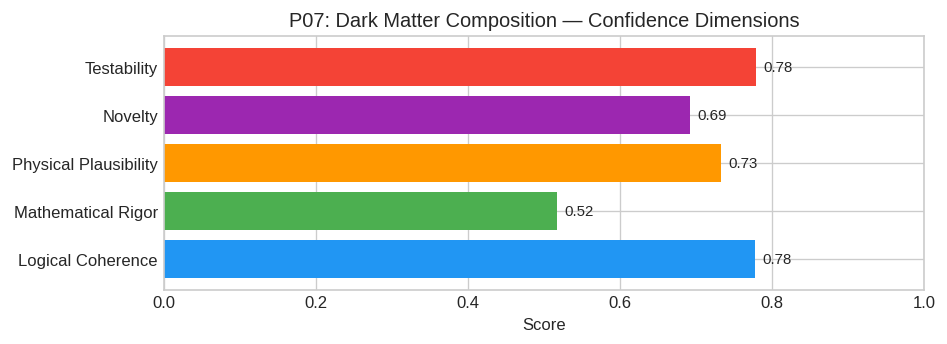 P07: Dark Matter Composition — Confidence Dimensions
Testability
0.78
Novelty
0.69
Physical Plausibility
0.73
Mathematical Rigor
0.52
Logical Coherence
0.78
0.0 0.2 0.4 0.6 0.8 1.0
Score